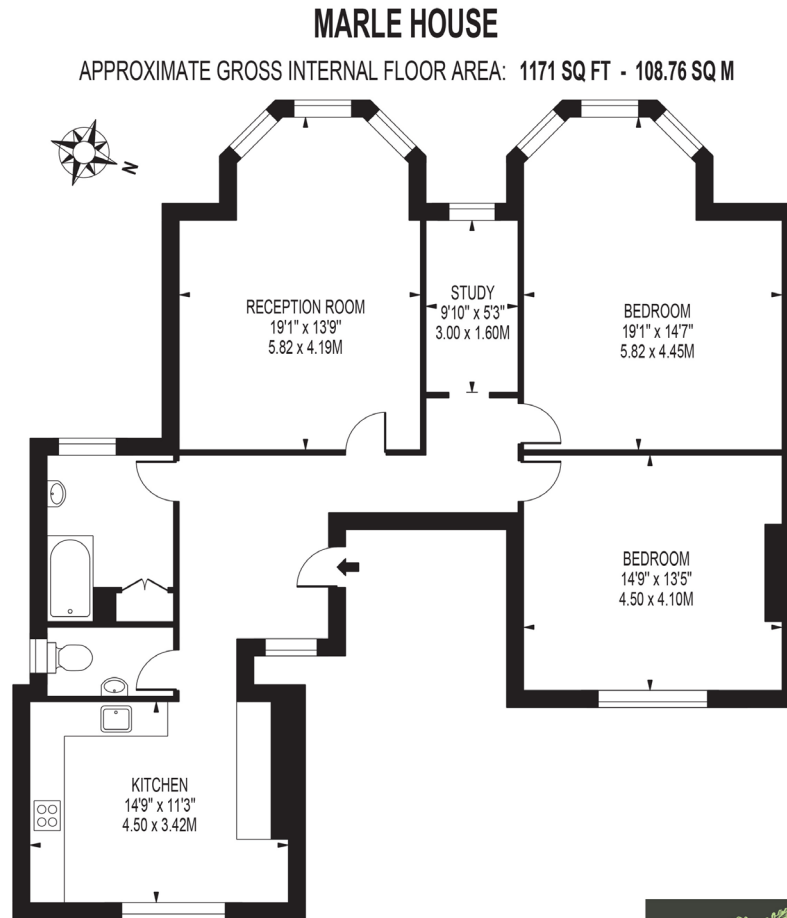 MARLE HOUSE
APPROXIMATE GROSS INTERNAL FLOOR AREA: 1171 SQ FT - 108.76 SQ M
N
RECEPTION ROOM
19'1" x 13'9"
5.82 x 4.19M
STUDY
9'10" x 5'3"
3.00 x 1.60M
BEDROOM
19'1" x 14'7"
5.82 x 4.45M
BEDROOM
14'9" x 13'5"
4.50 x 4.10M
KITCHEN
14'9" x 11'3"
4.50 x 3.42M